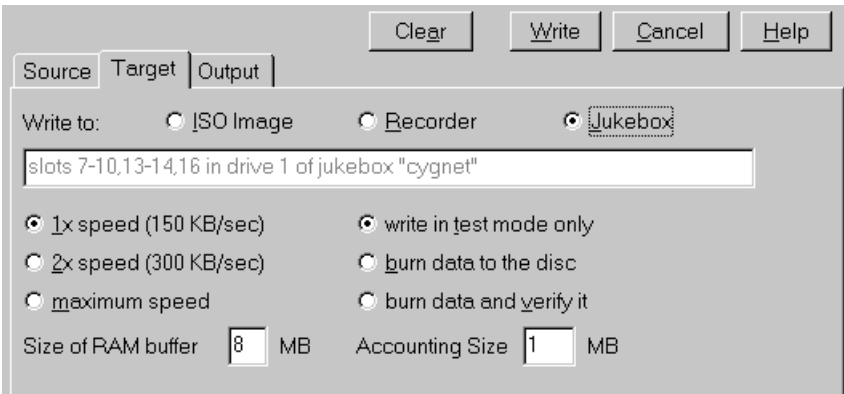 Clear Write Cancel Help
Source Target Output
Write to: ISO Image Recorder Jukebox
slots 7-10,13-14,16 in drive 1 of jukebox "cygnet"
1x speed (150 KB/sec) write in test mode only
2x speed (300 KB/sec) burn data to the disc
maximum speed burn data and verify it
Size of RAM buffer 8 MB Accounting Size 1 MB